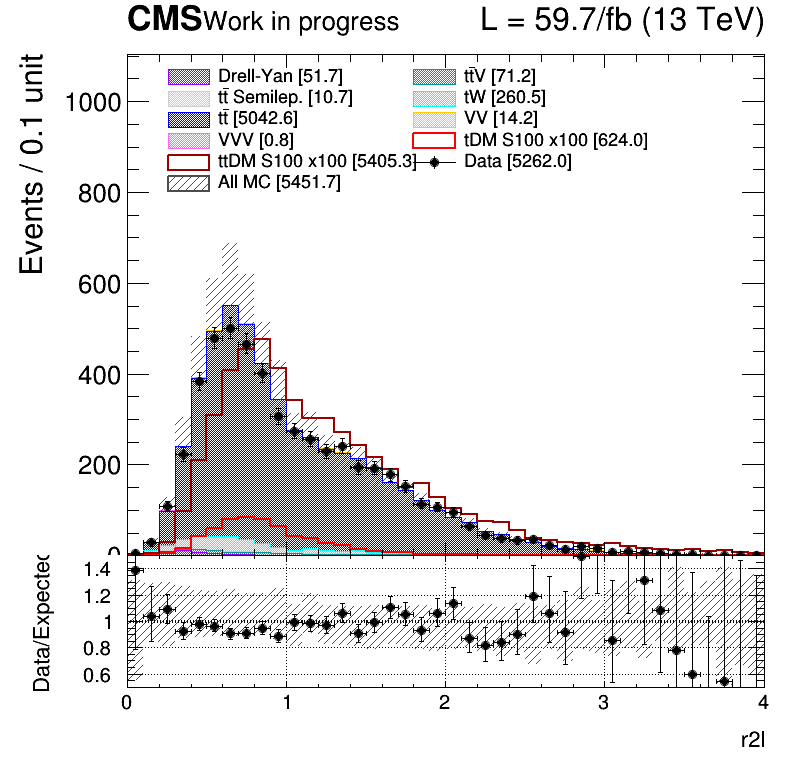 CMS Work in progress L = 59.7/fb (13 TeV)
Events / 0.1 unit
1000
800
600
400
200
0
Drell-Yan [51.7]
tt̄V [71.2]
tt̄ Semilep. [10.7]
tW [260.5]
tt̄ [5042.6]
VV [14.2]
VVV [0.8]
tDM S100 x100 [624.0]
ttDM S100 x100 [5405.3]
Data [5262.0]
All MC [5451.7]
Data/Expected
1.4
1.2
1
0.8
0.6
0 1 2 3 4
r2l